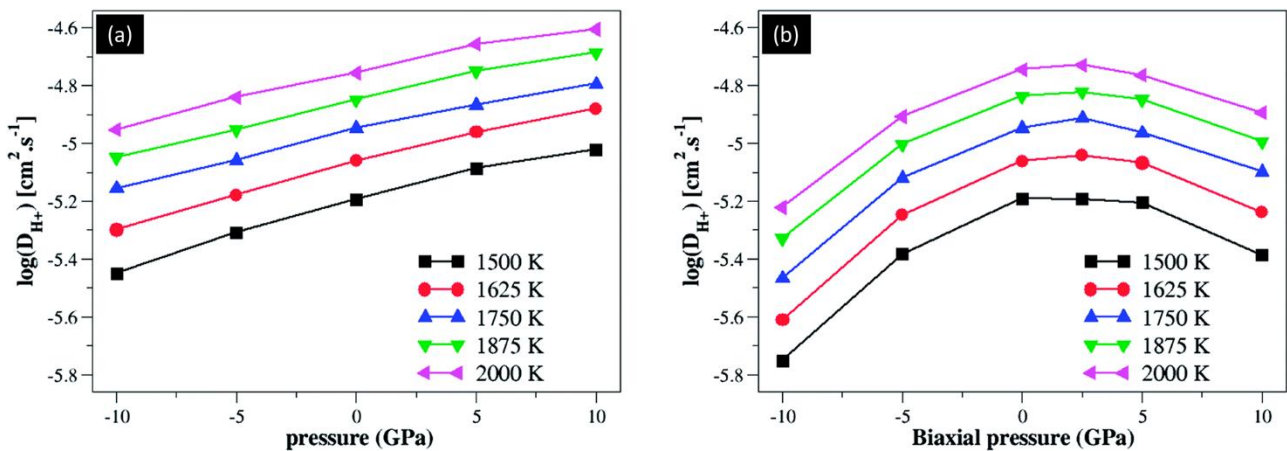 (a)
log(D_H+) [cm².s⁻¹]
-4.6
-4.8
-5
-5.2
-5.4
-5.6
-5.8
1500 K
1625 K
1750 K
1875 K
2000 K
-10 -5 0 5 10
pressure (GPa)
(b)
log(D_H+) [cm².s⁻¹]
-4.6
-4.8
-5
-5.2
-5.4
-5.6
-5.8
1500 K
1625 K
1750 K
1875 K
2000 K
-10 -5 0 5 10
Biaxial pressure (GPa)